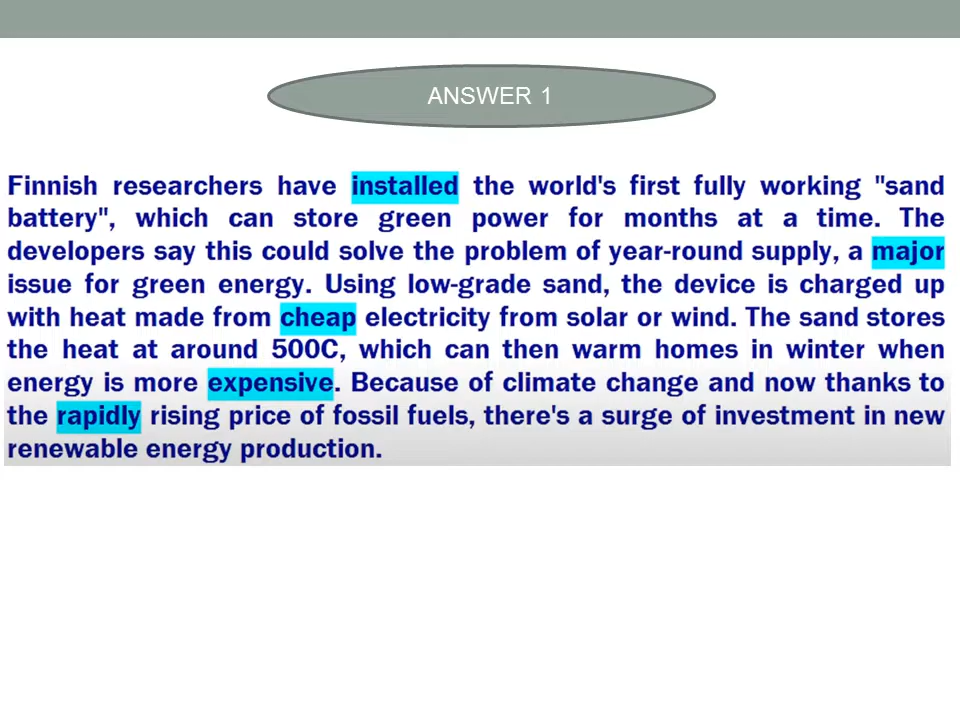 ANSWER 1
Finnish researchers have installed the world's first fully working "sand
battery", which can store green power for months at a time. The
developers say this could solve the problem of year-round supply, a major
issue for green energy. Using low-grade sand, the device is charged up
with heat made from cheap electricity from solar or wind. The sand stores
the heat at around 500C, which can then warm homes in winter when
energy is more expensive. Because of climate change and now thanks to
the rapidly rising price of fossil fuels, there's a surge of investment in new
renewable energy production.